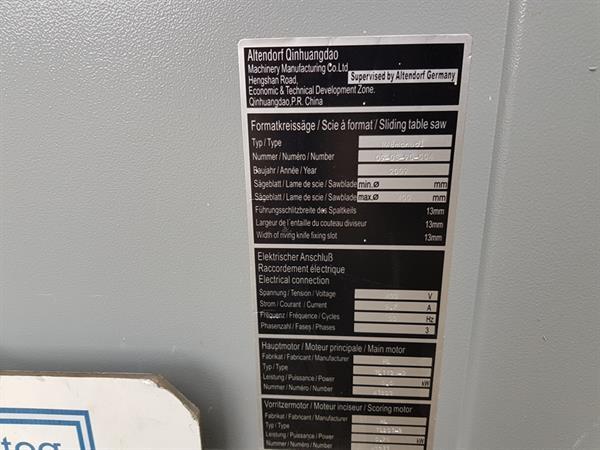 Altendorf Qinhuangdao
Machinery Manufacturing Co.Ltd
Hengshan Road,
Supervised by Altendorf Germany
Economic & Technical Development Zone.
Qinhuangdao,P.R. China
Formatkreissäge / Scie à format / Sliding table saw
Typ / Type
Nummer / Numéro / Number
Baujahr / Année / Year 2007
Sägeblatt / Lame de scie / Sawblade min.ø mm
Sägeblatt / Lame de scie / Sawblade max.ø mm
Führungsschlitzbreite des Spaltkeils 13mm
Largeur de l'entaille du couteau diviseur 13mm
Width of riving knife fixing slot 13mm
Elektrischer Anschluß
Raccordement électrique
Electrical connection
Spannung / Tension / Voltage V
Strom / Courant / Current A
Frequenz / Fréquence / Cycles Hz
Phasenzahl / Fases / Phases 3
Hauptmotor / Moteur principale / Main motor
Fabrikat / Fabricant / Manufacturer
Typ / Type
Leistung / Puissance / Power kW
Nummer / Numéro / Number
Vorritzermotor / Moteur inciseur / Scoring motor
Fabrikat / Fabricant / Manufacturer
Typ / Type
Leistung / Puissance / Power kW
Nummer / Numéro / Number